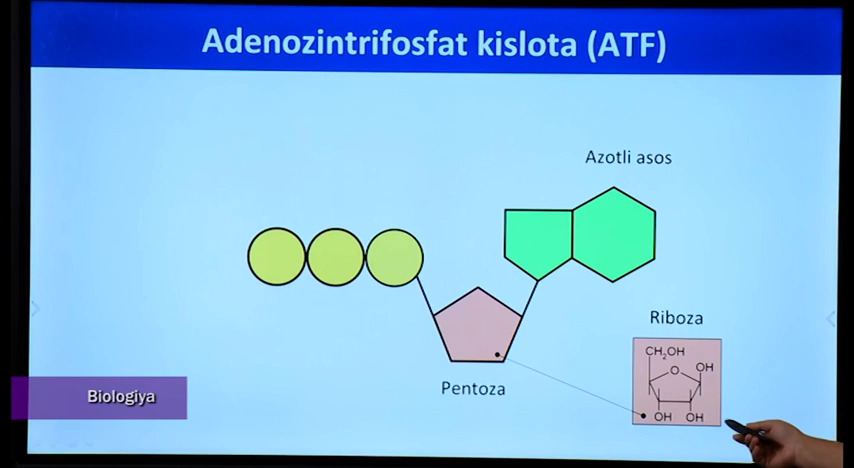 Adenozintrifosfat kislota (ATF)
Azotli asos
Riboza
CH₂OH
O
OH
OH OH
Pentoza
Biologiya